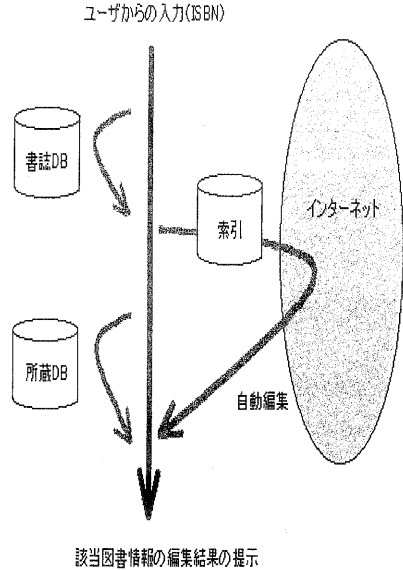 ユーザからの入力(ISBN)
書誌DB
索引
インターネット
所蔵DB
自動編集
該当図書情報の編集結果の提示